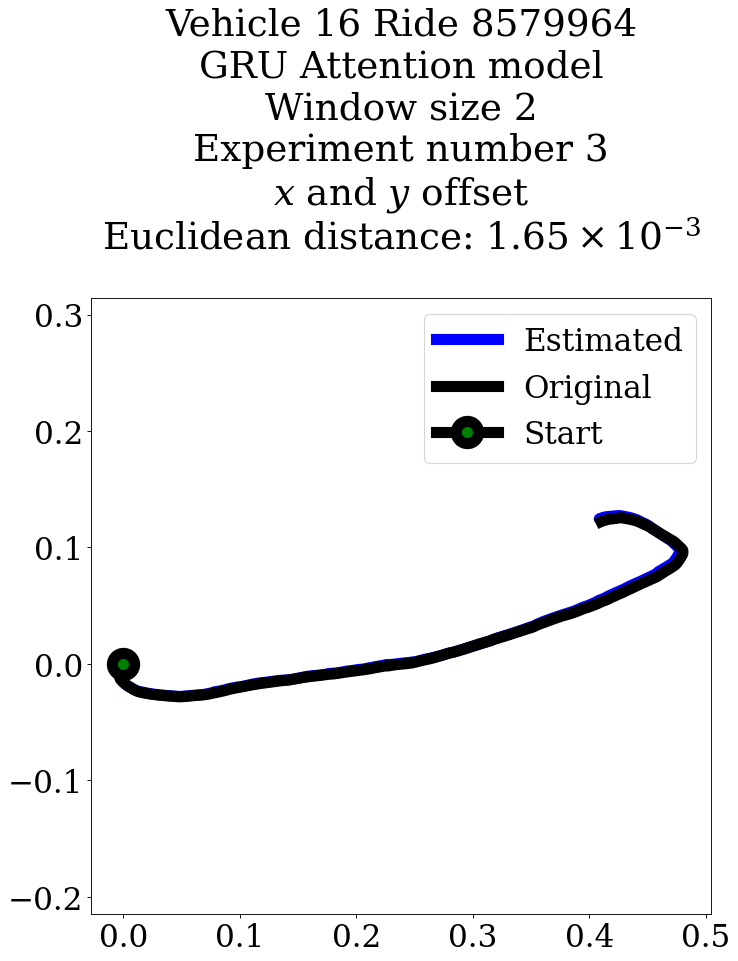 Vehicle 16 Ride 8579964
GRU Attention model
Window size 2
Experiment number 3
x and y offset
Euclidean distance: 1.65 × 10⁻³
0.3
0.2
0.1
0.0
−0.1
−0.2
Estimated
Original
Start
0.0 0.1 0.2 0.3 0.4 0.5